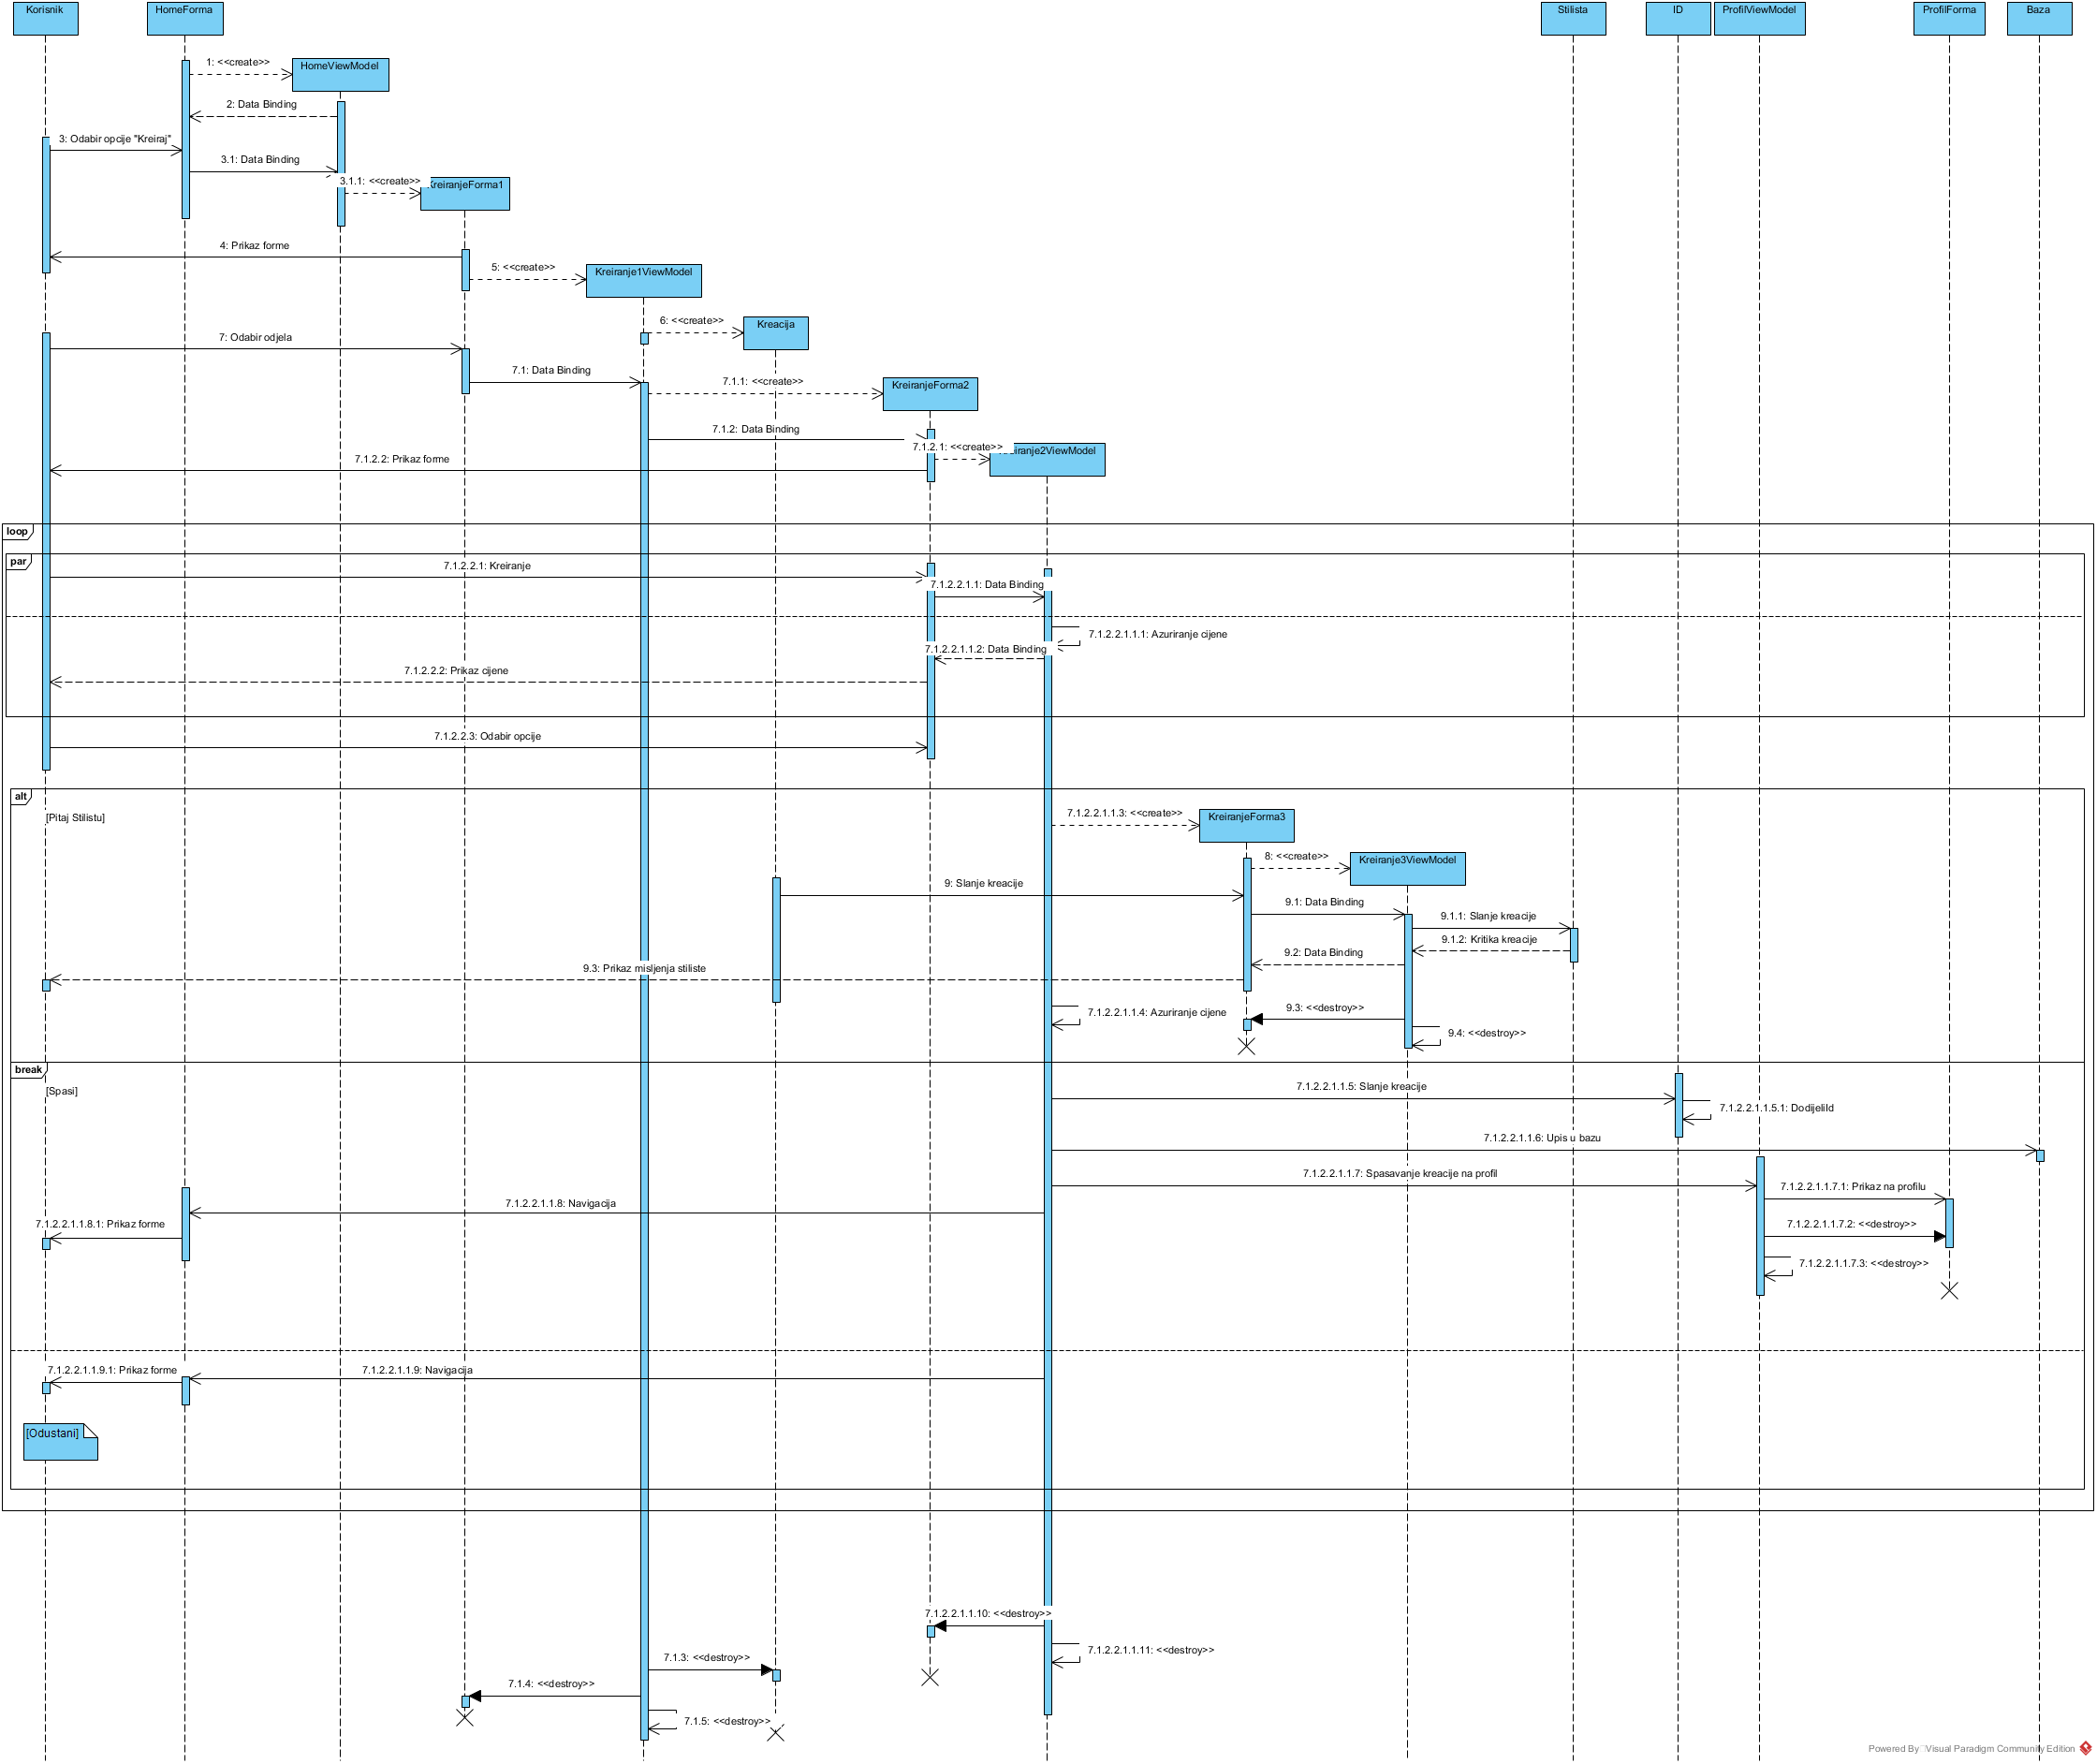 Korisnik
HomeForma
Stilista
ID
ProfilViewModel
ProfilForma
Baza
1: <<create>>
HomeViewModel
2: Data Binding
3: Odabir opcije "Kreiraj"
3.1: Data Binding
3.1.1: <<create>>
KreiranjeForma1
4: Prikaz forme
5: <<create>>
Kreiranje1ViewModel
6: <<create>>
Kreacija
7: Odabir odjela
7.1: Data Binding
7.1.1: <<create>>
KreiranjeForma2
7.1.2: Data Binding
7.1.2.1: <<create>>
Kreiranje2ViewModel
7.1.2.2: Prikaz forme
loop
par
7.1.2.2.1: Kreiranje
7.1.2.2.1.1: Data Binding
7.1.2.2.1.1.1: Azuriranje cijene
7.1.2.2.1.1.2: Data Binding
7.1.2.2.2: Prikaz cijene
7.1.2.2.3: Odabir opcije
alt
[Pitaj Stilistu]
7.1.2.2.1.1.3: <<create>>
KreiranjeForma3
8: <<create>>
Kreiranje3ViewModel
9: Slanje kreacije
9.1: Data Binding
9.1.1: Slanje kreacije
9.1.2: Kritika kreacije
9.2: Data Binding
9.3: Prikaz misljenja stiliste
7.1.2.2.1.1.4: Azuriranje cijene
9.3: <<destroy>>
9.4: <<destroy>>
break
[Spasi]
7.1.2.2.1.1.5: Slanje kreacije
7.1.2.2.1.1.5.1: DodijeliId
7.1.2.2.1.1.6: Upis u bazu
7.1.2.2.1.1.7: Spasavanje kreacije na profil
7.1.2.2.1.1.7.1: Prikaz na profilu
7.1.2.2.1.1.8: Navigacija
7.1.2.2.1.1.8.1: Prikaz forme
7.1.2.2.1.1.7.2: <<destroy>>
7.1.2.2.1.1.7.3: <<destroy>>
7.1.2.2.1.1.9.1: Prikaz forme
7.1.2.2.1.1.9: Navigacija
[Odustani]
7.1.2.2.1.1.10: <<destroy>>
7.1.2.2.1.1.11: <<destroy>>
7.1.3: <<destroy>>
7.1.4: <<destroy>>
7.1.5: <<destroy>>
Powered By Visual Paradigm Community Edition